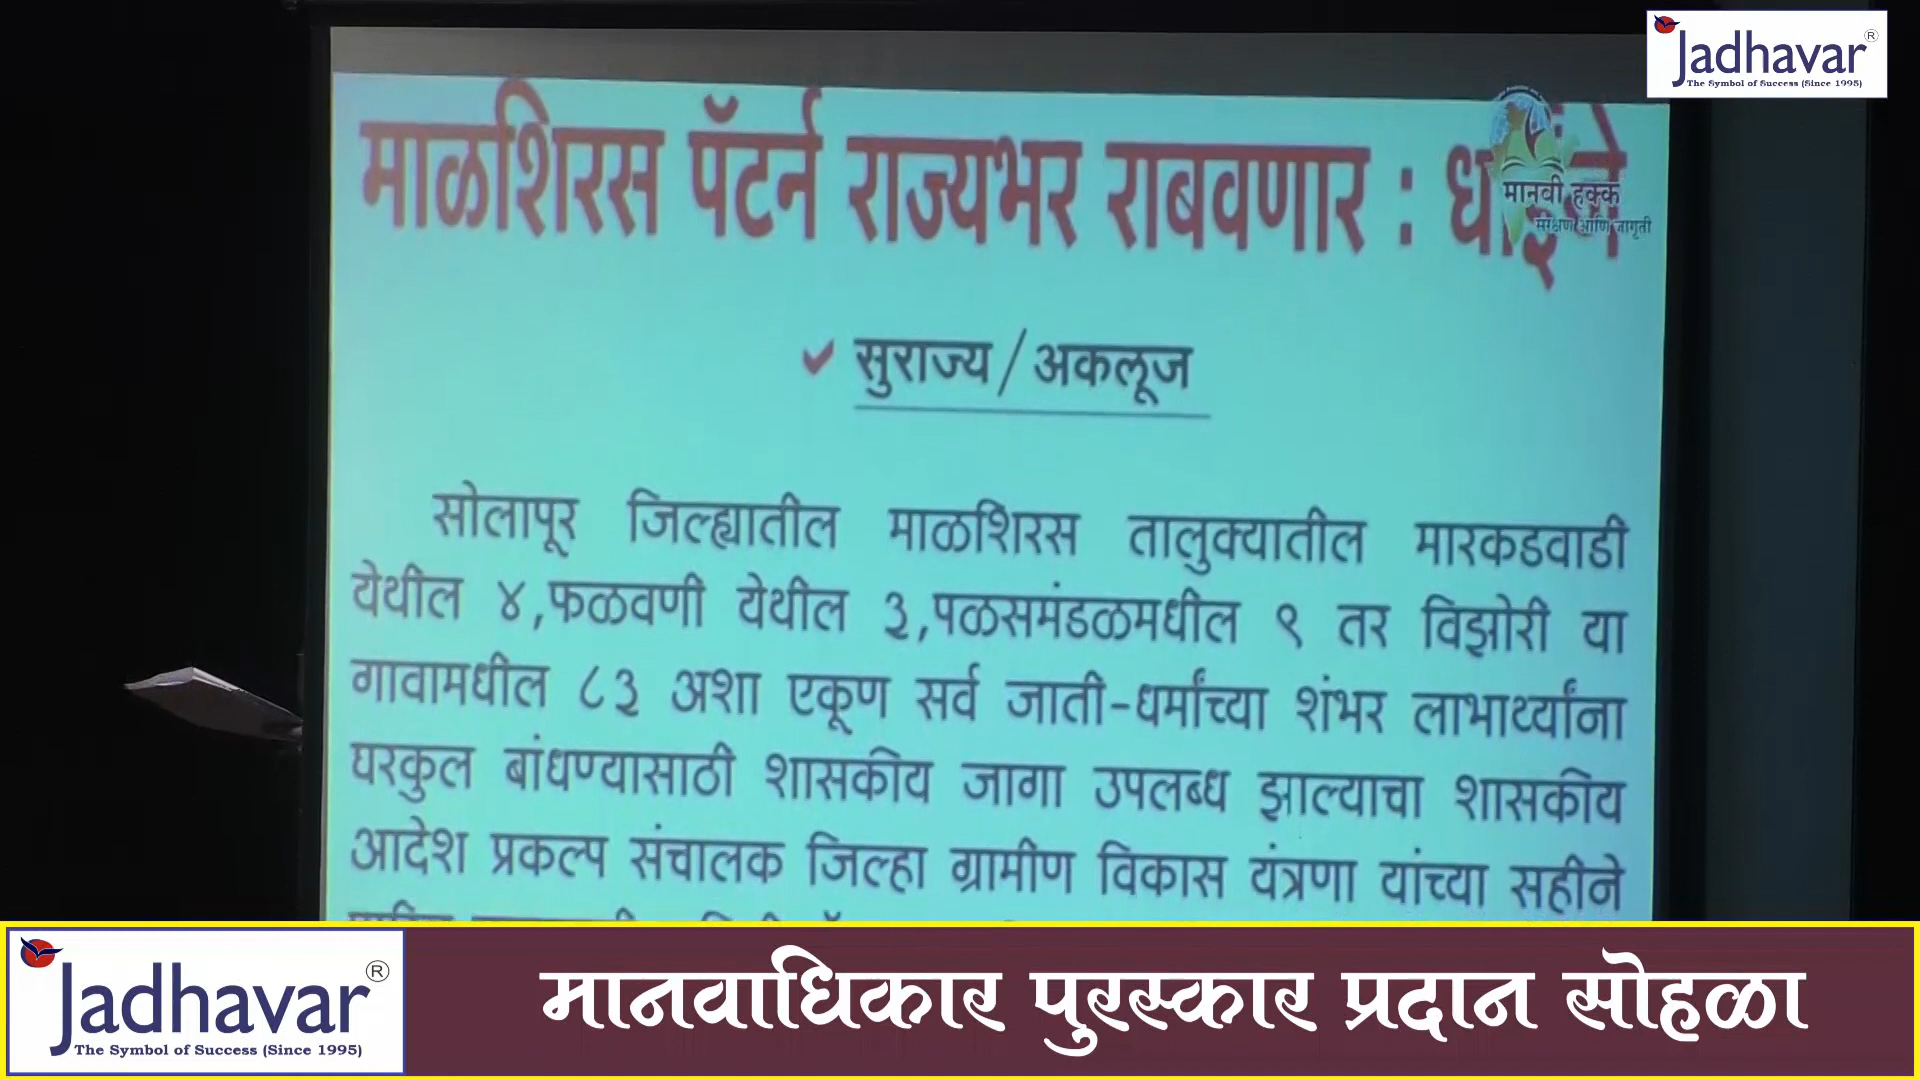 Jadhavar®
The Symbol of Success (Since 1995)
माळशिरस पॅटर्न राज्यभर राबवणार :
मानवी हक्क
संरक्षण आणि जागृती
सुराज्य/अकलूज
सोलापूर जिल्ह्यातील माळशिरस तालुक्यातील मारकडवाडी
येथील ४,फळवणी येथील ३,पळसमंडळमधील ९ तर विझोरी या
गावामधील ८३ अशा एकूण सर्व जाती-धर्मांच्या शंभर लाभार्थ्यांना
घरकुल बांधण्यासाठी शासकीय जागा उपलब्ध झाल्याचा शासकीय
आदेश प्रकल्प संचालक जिल्हा ग्रामीण विकास यंत्रणा यांच्या सहीने
Jadhavar®
The Symbol of Success (Since 1995)
मानवाधिकार पुरस्कार प्रदान सोहळा